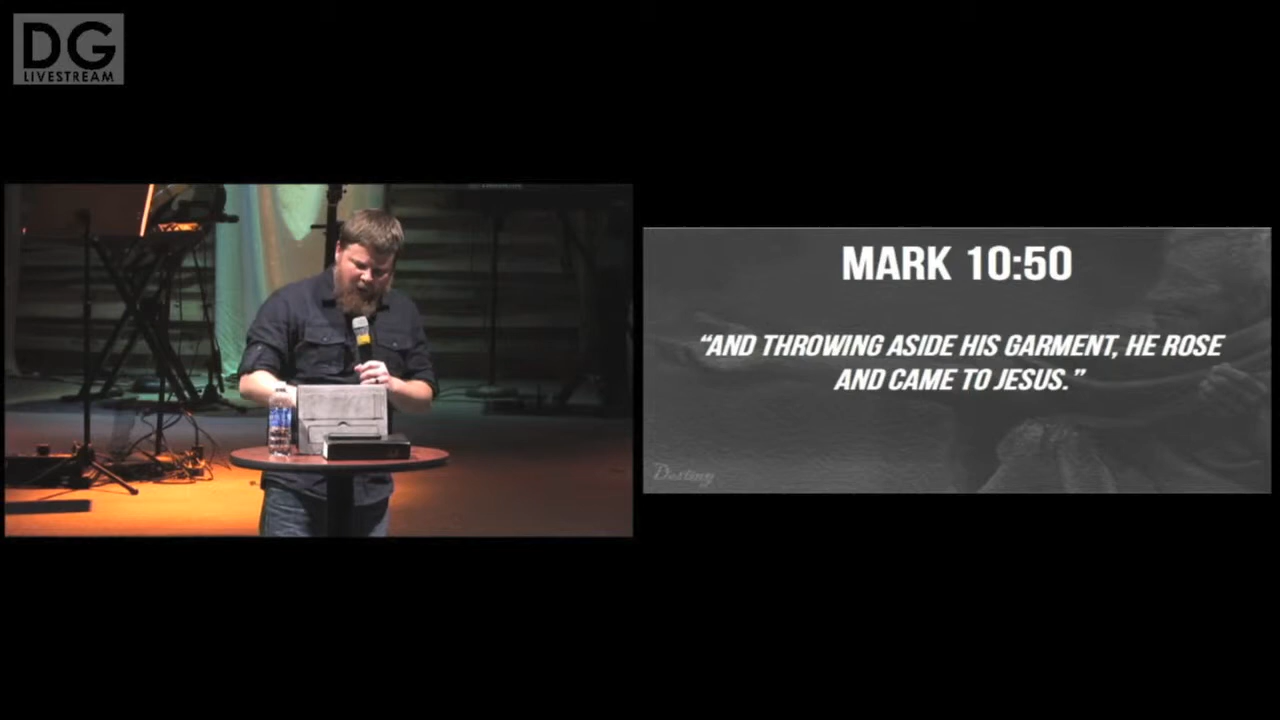 DG
LIVESTREAM
MARK 10:50
“AND THROWING ASIDE HIS GARMENT, HE ROSE
AND CAME TO JESUS.”
Destiny